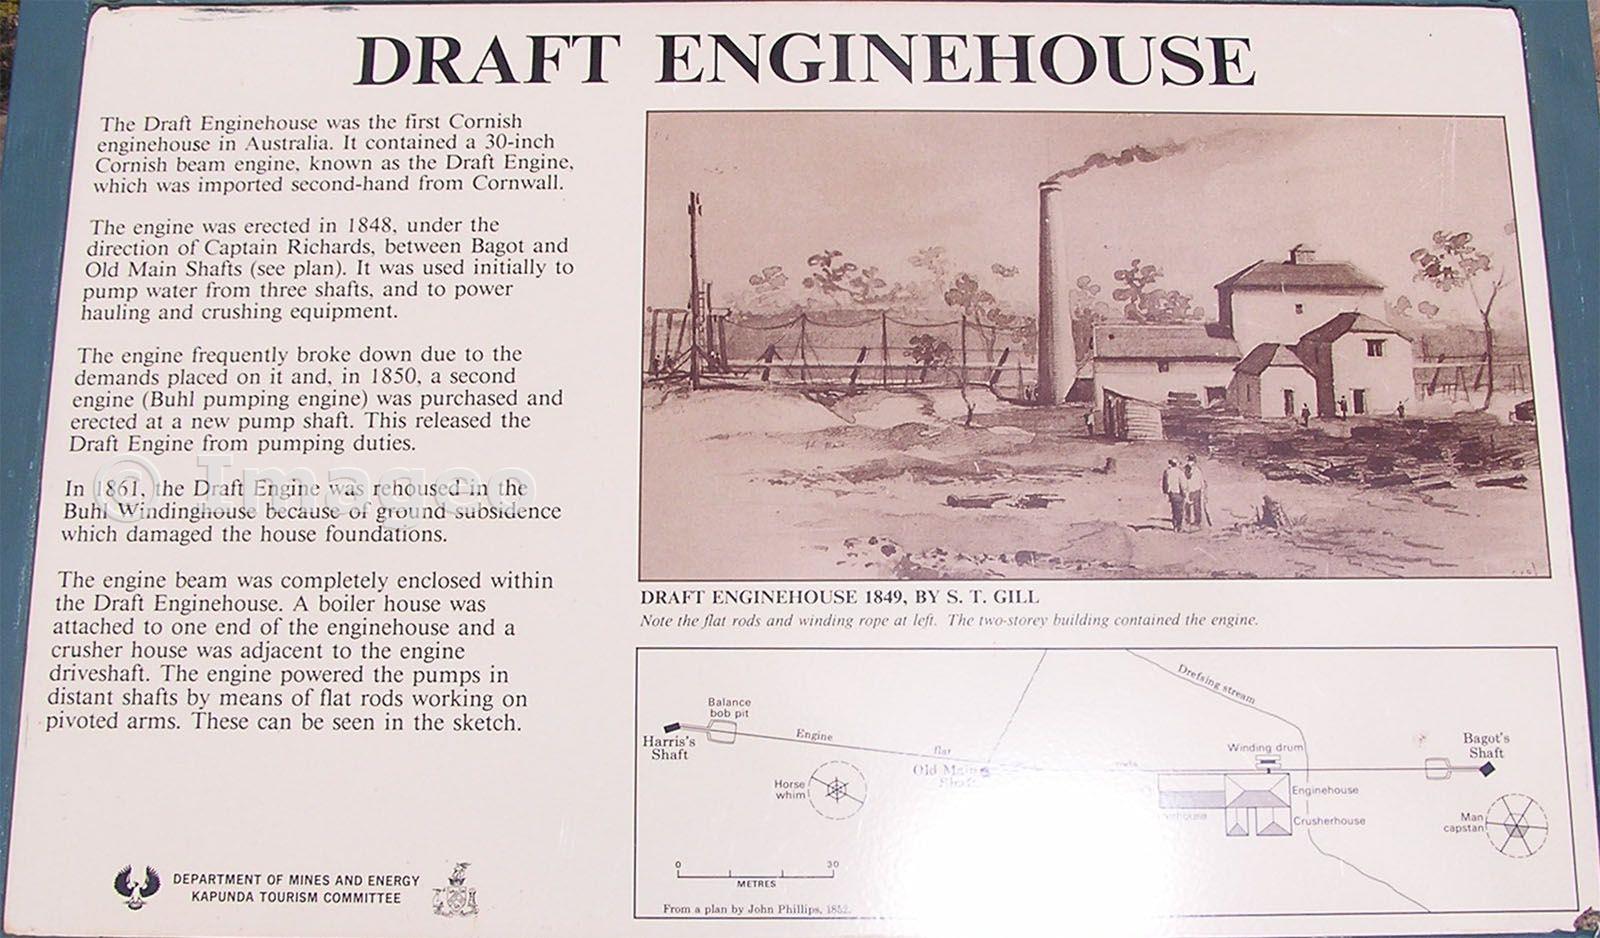 DRAFT ENGINEHOUSE
The Draft Enginehouse was the first Cornish
enginehouse in Australia. It contained a 30-inch
Cornish beam engine, known as the Draft Engine,
which was imported second-hand from Cornwall.
The engine was erected in 1848, under the
direction of Captain Richards, between Bagot and
Old Main Shafts (see plan). It was used initially to
pump water from three shafts, and to power
hauling and crushing equipment.
The engine frequently broke down due to the
demands placed on it and, in 1850, a second
engine (Buhl pumping engine) was purchased and
erected at a new pump shaft. This released the
Draft Engine from pumping duties.
In 1861, the Draft Engine was rehoused in the
Buhl Windinghouse because of ground subsidence
which damaged the house foundations.
The engine beam was completely enclosed within
the Draft Enginehouse. A boiler house was
attached to one end of the enginehouse and a
crusher house was adjacent to the engine
driveshaft. The engine powered the pumps in
distant shafts by means of flat rods working on
pivoted arms. These can be seen in the sketch.
© Imageo
DEPARTMENT OF MINES AND ENERGY
KAPUNDA TOURISM COMMITTEE
DRAFT ENGINEHOUSE 1849, BY S. T. GILL
Note the flat rods and winding rope at left. The two-storey building contained the engine.
Drefsing stream
Balance
bob pit
Harris's
Shaft
Engine
flat
Old Main
Shaft
Horse
whim
Winding drum
Bagot's
Shaft
Enginehouse
Crusherhouse
Man
capstan
0 30
METRES
From a plan by John Phillips, 1852.